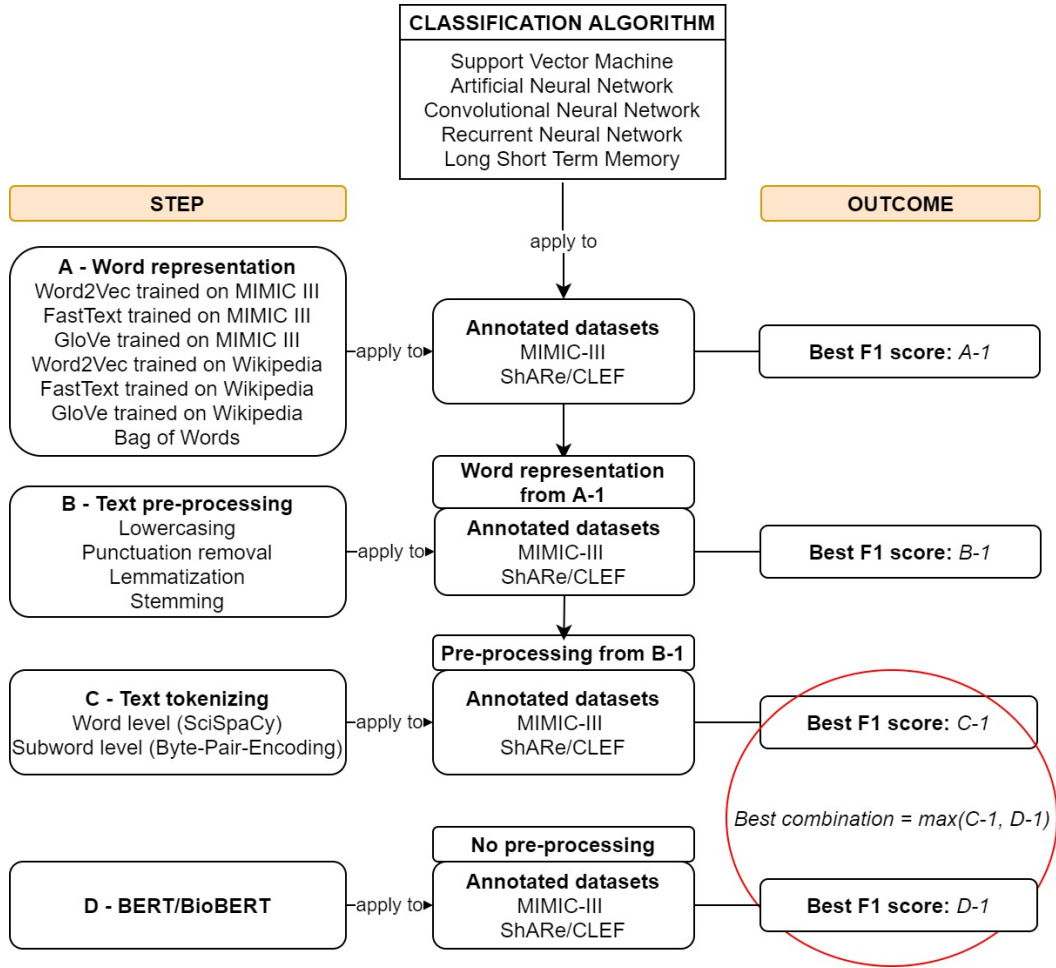 CLASSIFICATION ALGORITHM
Support Vector Machine
Artificial Neural Network
Convolutional Neural Network
Recurrent Neural Network
Long Short Term Memory
STEP
OUTCOME
apply to
A - Word representation
Word2Vec trained on MIMIC III
FastText trained on MIMIC III
GloVe trained on MIMIC III
Word2Vec trained on Wikipedia
FastText trained on Wikipedia
GloVe trained on Wikipedia
Bag of Words
apply to
Annotated datasets
MIMIC-III
ShARe/CLEF
Best F1 score: A-1
Word representation
from A-1
B - Text pre-processing
Lowercasing
Punctuation removal
Lemmatization
Stemming
apply to
Annotated datasets
MIMIC-III
ShARe/CLEF
Best F1 score: B-1
Pre-processing from B-1
C - Text tokenizing
Word level (SciSpaCy)
Subword level (Byte-Pair-Encoding)
apply to
Annotated datasets
MIMIC-III
ShARe/CLEF
Best F1 score: C-1
Best combination = max(C-1, D-1)
No pre-processing
D - BERT/BioBERT
apply to
Annotated datasets
MIMIC-III
ShARe/CLEF
Best F1 score: D-1